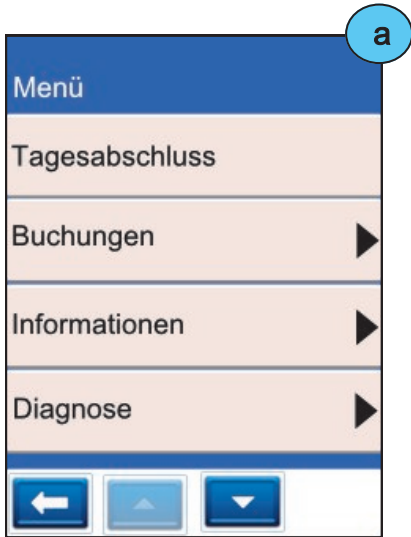 a
Menü
Tagesabschluss
Buchungen
Informationen
Diagnose